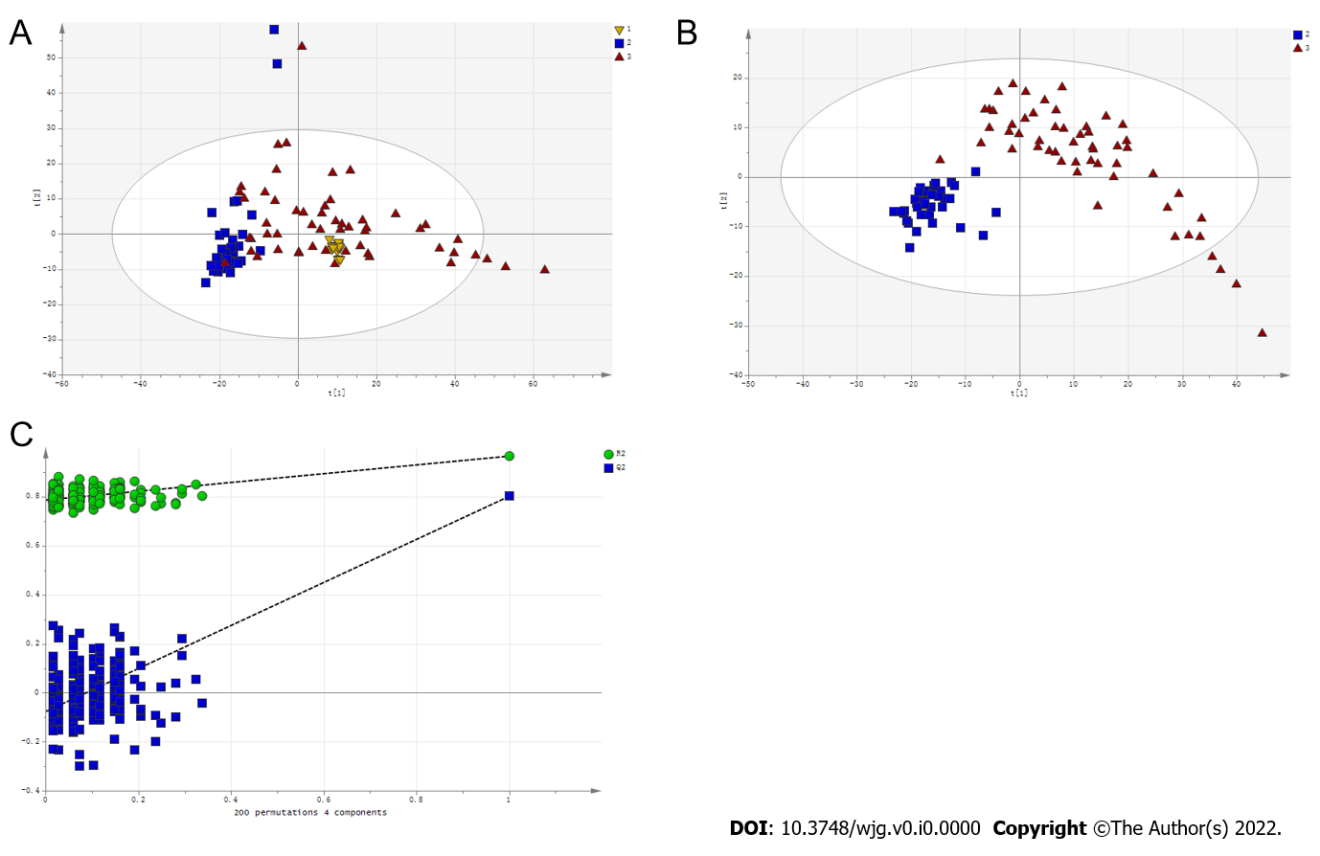 A
1
2
3
50
40
30
20
10
0
-10
-20
-30
-40
-60 -40 -20 0 20 40 60
t[2]
t[1]
B
2
3
20
10
0
-10
-20
-30
-40
-50 -40 -30 -20 -10 0 10 20 30 40
t[2]
t[1]
C
R2
Q2
0.8
0.6
0.4
0.2
0
-0.2
-0.4
0 0.2 0.4 0.6 0.8 1
200 permutations 4 components
DOI: 10.3748/wjg.v0.i0.0000 Copyright ©The Author(s) 2022.